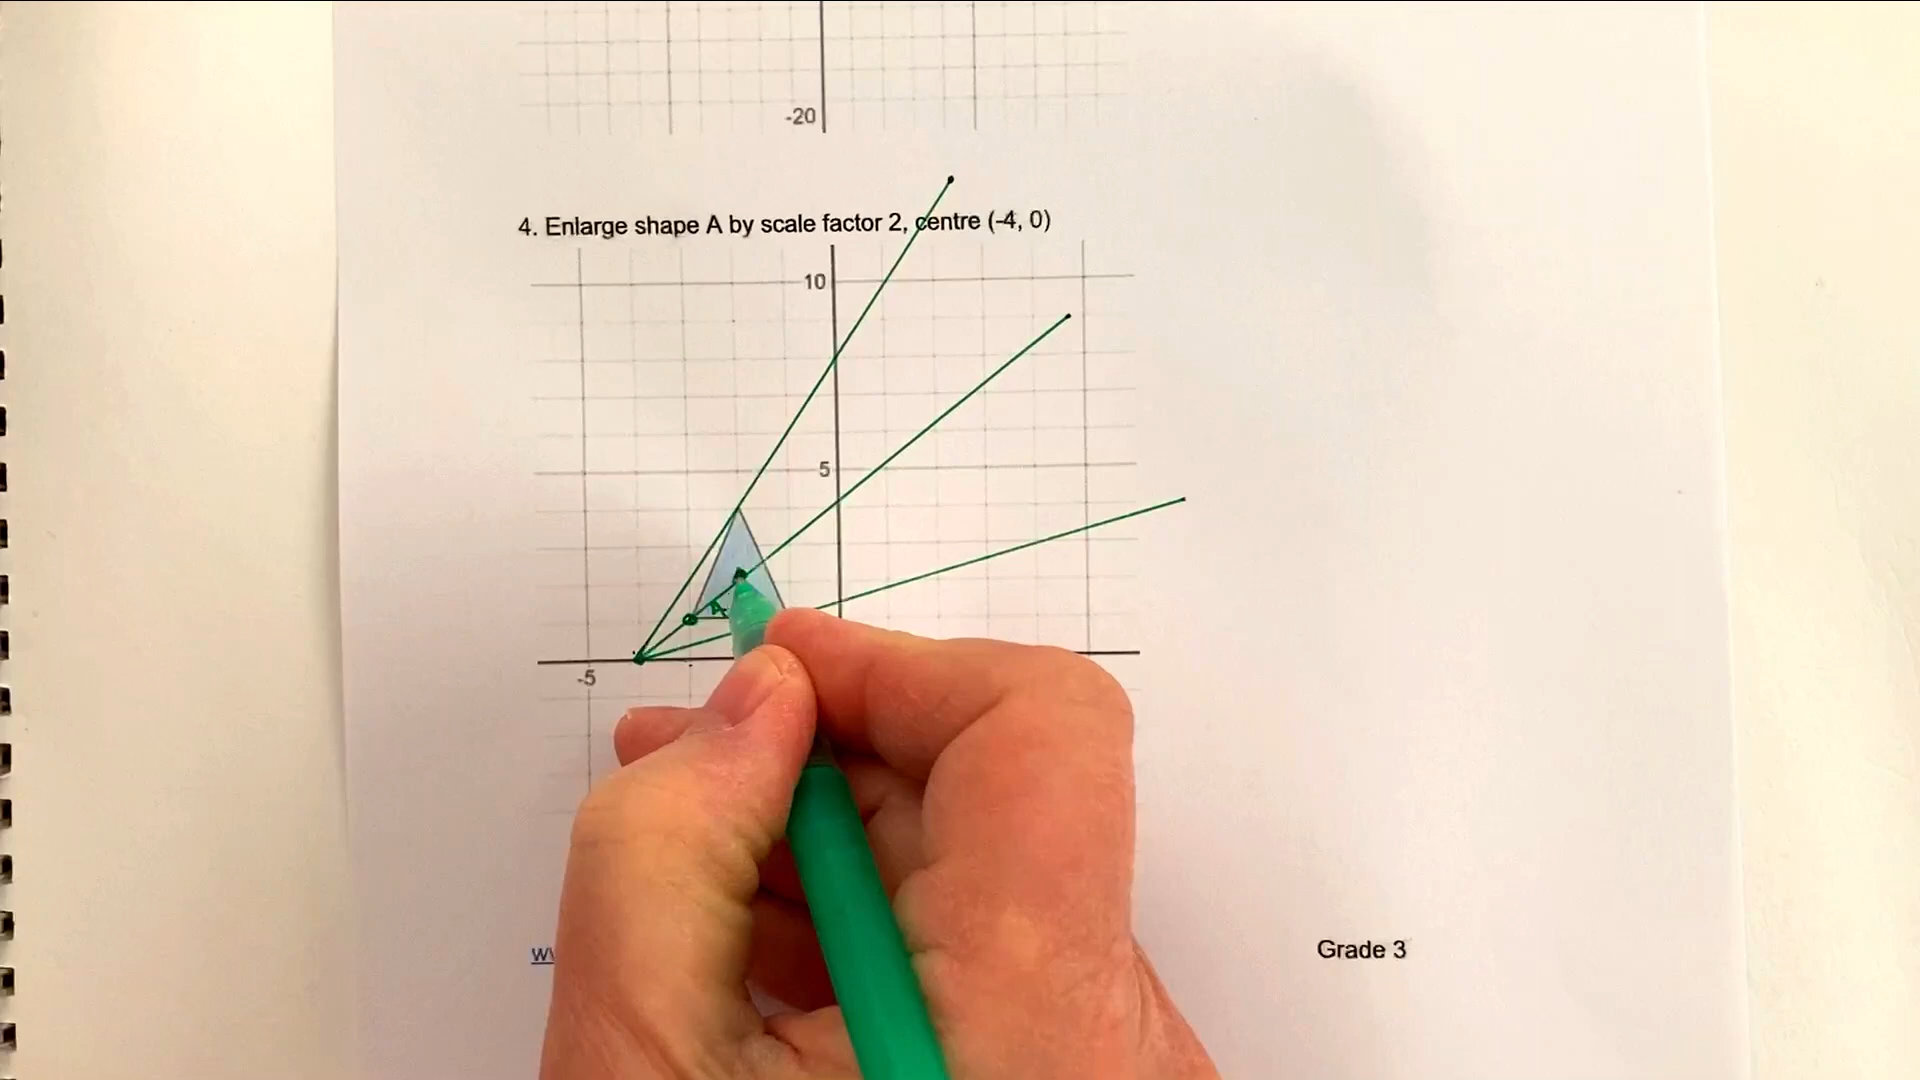 -20
4. Enlarge shape A by scale factor 2, centre (-4, 0)
10
5
A
-5
Grade 3